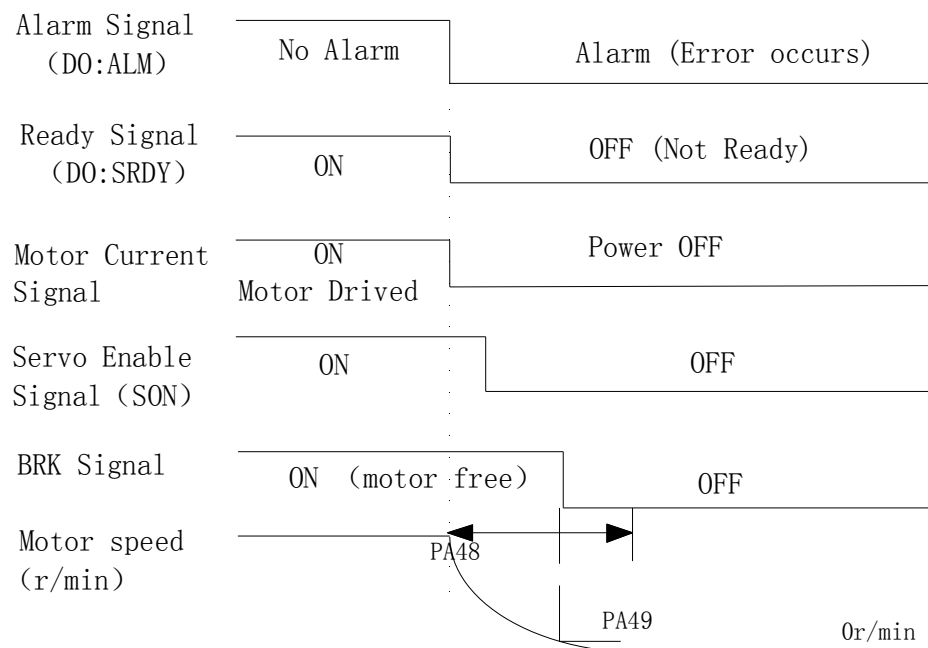 Alarm Signal
（DO:ALM）
No Alarm
Alarm (Error occurs)
Ready Signal
（DO:SRDY）
ON
OFF (Not Ready)
Motor Current
Signal
ON
Motor Drived
Power OFF
Servo Enable
Signal（SON）
ON
OFF
BRK Signal
ON （motor free）
OFF
Motor speed
（r/min）
PA48
PA49
0r/min